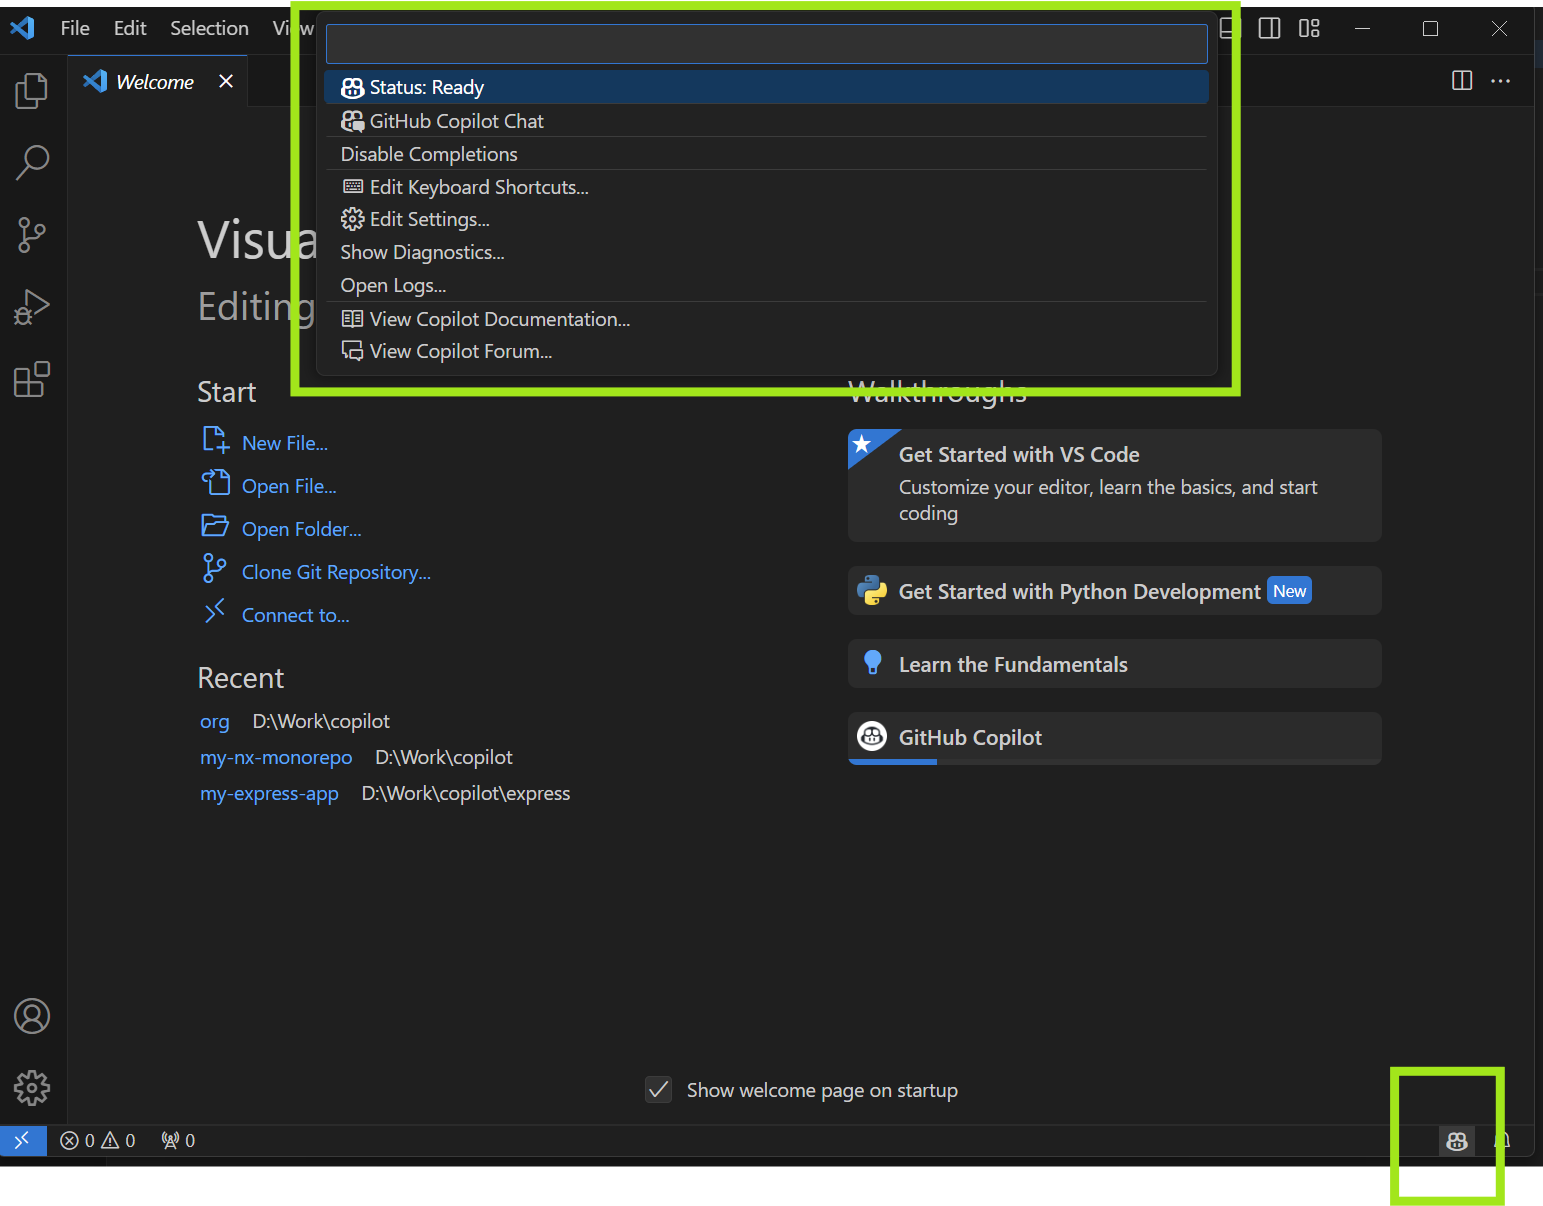 File Edit Selection View
Welcome
Status: Ready
GitHub Copilot Chat
Disable Completions
Edit Keyboard Shortcuts...
Edit Settings...
Show Diagnostics...
Open Logs...
View Copilot Documentation...
View Copilot Forum...
Visua
Editing
Start
New File...
Open File...
Open Folder...
Clone Git Repository...
Connect to...
Recent
org D:\Work\copilot
my-nx-monorepo D:\Work\copilot
my-express-app D:\Work\copilot\express
Walkthroughs
Get Started with VS Code
Customize your editor, learn the basics, and start
coding
Get Started with Python Development New
Learn the Fundamentals
GitHub Copilot
Show welcome page on startup
0 0 0